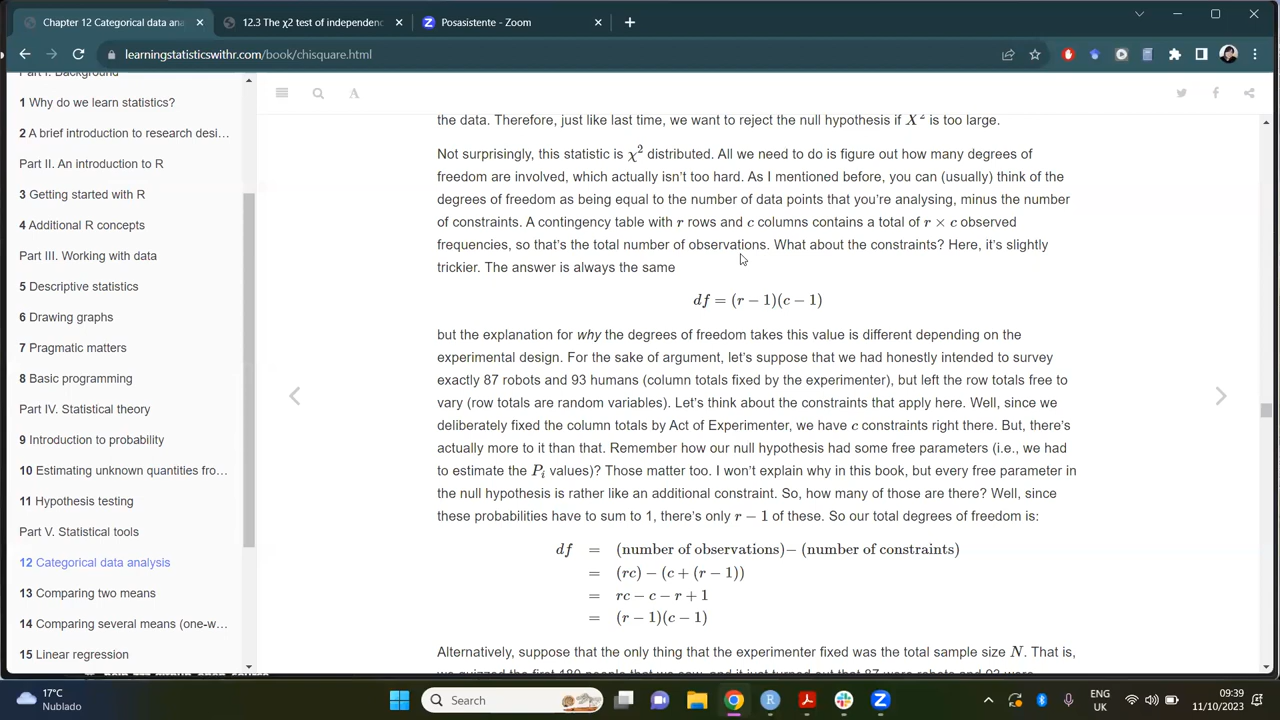 Chapter 12 Categorical data ana
12.3 The χ2 test of independenc
Posasistente - Zoom
learningstatisticswithr.com/book/chisquare.html
Part I. Background
1 Why do we learn statistics?
2 A brief introduction to research desi…
Part II. An introduction to R
3 Getting started with R
4 Additional R concepts
Part III. Working with data
5 Descriptive statistics
6 Drawing graphs
7 Pragmatic matters
8 Basic programming
Part IV. Statistical theory
9 Introduction to probability
10 Estimating unknown quantities fro…
11 Hypothesis testing
Part V. Statistical tools
12 Categorical data analysis
13 Comparing two means
14 Comparing several means (one-w…
15 Linear regression
A
the data. Therefore, just like last time, we want to reject the null hypothesis if X² is too large.
Not surprisingly, this statistic is χ² distributed. All we need to do is figure out how many degrees of
freedom are involved, which actually isn't too hard. As I mentioned before, you can (usually) think of the
degrees of freedom as being equal to the number of data points that you're analysing, minus the number
of constraints. A contingency table with r rows and c columns contains a total of r × c observed
frequencies, so that's the total number of observations. What about the constraints? Here, it's slightly
trickier. The answer is always the same
df = (r − 1)(c − 1)
but the explanation for why the degrees of freedom takes this value is different depending on the
experimental design. For the sake of argument, let's suppose that we had honestly intended to survey
exactly 87 robots and 93 humans (column totals fixed by the experimenter), but left the row totals free to
vary (row totals are random variables). Let's think about the constraints that apply here. Well, since we
deliberately fixed the column totals by Act of Experimenter, we have c constraints right there. But, there's
actually more to it than that. Remember how our null hypothesis had some free parameters (i.e., we had
to estimate the Pᵢ values)? Those matter too. I won't explain why in this book, but every free parameter in
the null hypothesis is rather like an additional constraint. So, how many of those are there? Well, since
these probabilities have to sum to 1, there's only r − 1 of these. So our total degrees of freedom is:
df = (number of observations) − (number of constraints)
= (rc) − (c + (r − 1))
= rc − c − r + 1
= (r − 1)(c − 1)
Alternatively, suppose that the only thing that the experimenter fixed was the total sample size N. That is,
we quizzed the first 180 people that we saw, and it just turned out that 87 were robots and 93 were
17°C
Nublado
Search
ENG
UK
09:39
11/10/2023